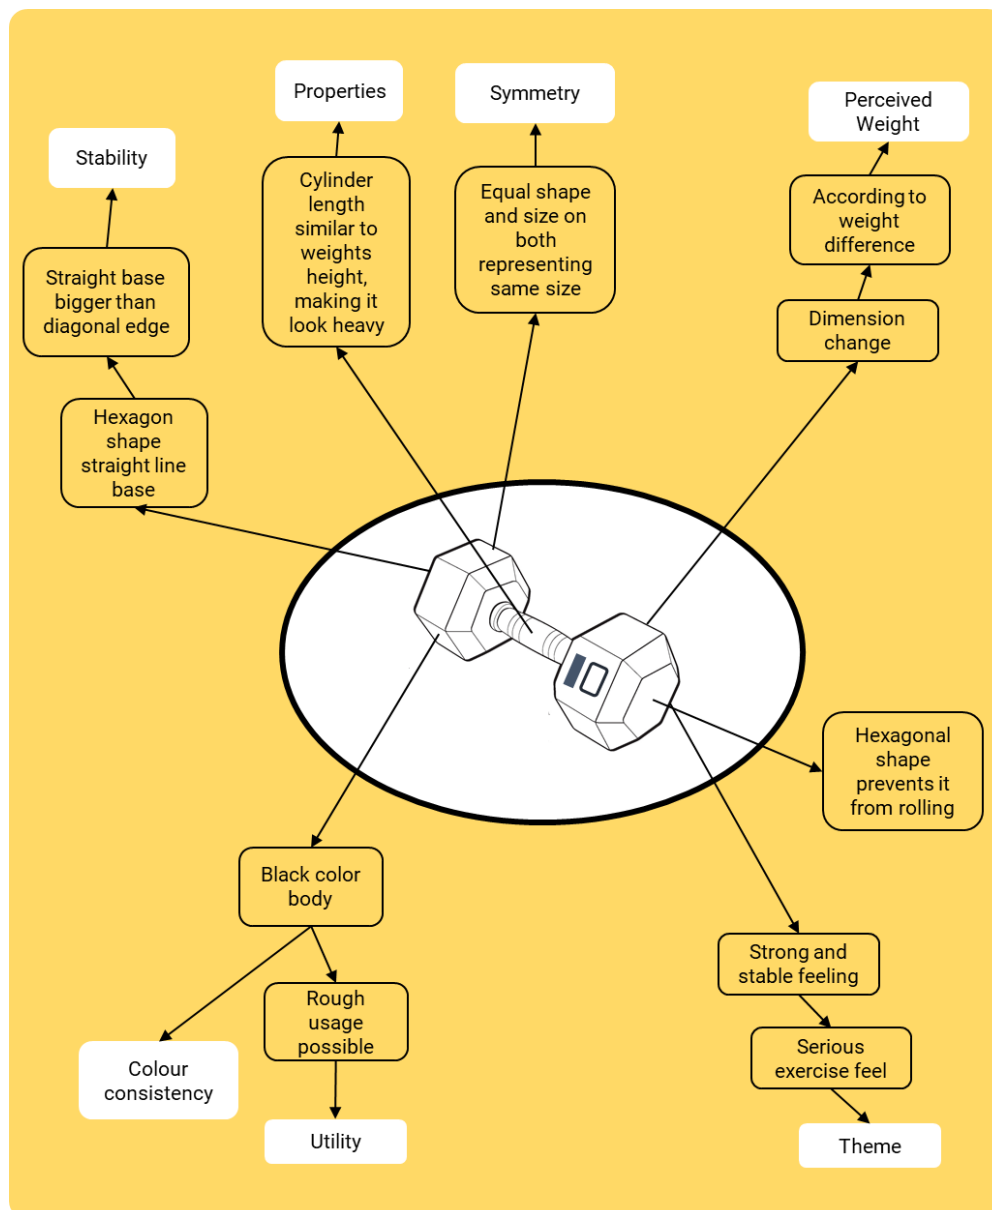 Properties
Symmetry
Perceived
Weight
Stability
Cylinder
length
similar to
weights
height,
making it
look heavy
Equal shape
and size on
both
representing
same size
According to
weight
difference
Straight base
bigger than
diagonal edge
Dimension
change
Hexagon
shape
straight line
base
Hexagonal
shape
prevents it
from rolling
Black color
body
Strong and
stable feeling
Rough
usage
possible
Serious
exercise feel
Colour
consistency
Utility
Theme